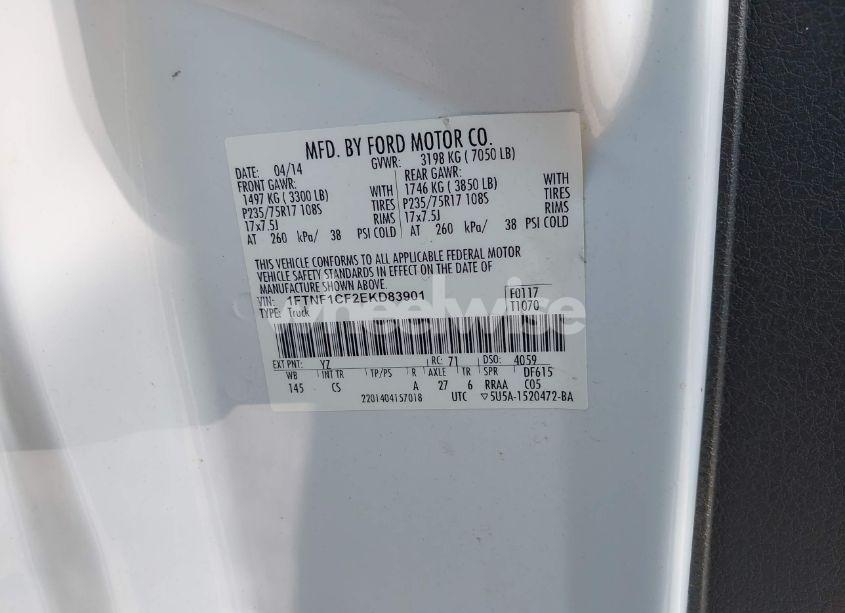 MFD. BY FORD MOTOR CO.
DATE: 04/14 GVWR: 3198 KG ( 7050 LB)
FRONT GAWR: WITH REAR GAWR: WITH
1497 KG ( 3300 LB) TIRES 1746 KG ( 3850 LB) TIRES
P235/75R17 108S RIMS P235/75R17 108S RIMS
17x7.5J 17x7.5J
AT 260 kPa/ 38 PSI COLD AT 260 kPa/ 38 PSI COLD
THIS VEHICLE CONFORMS TO ALL APPLICABLE FEDERAL MOTOR
VEHICLE SAFETY STANDARDS IN EFFECT ON THE DATE OF
MANUFACTURE SHOWN ABOVE.
VIN: 1FTNF1CF2EKD83901 F0117
TYPE: Truck T1070
wheelwise
EXT PNT: YZ RC: 71 DSO: 4059
WB INT TR TP/PS R AXLE TR SPR DF615
145 CS A 27 6 RRAA C05
2201404157018 UTC ▽5U5A-1520472-BA